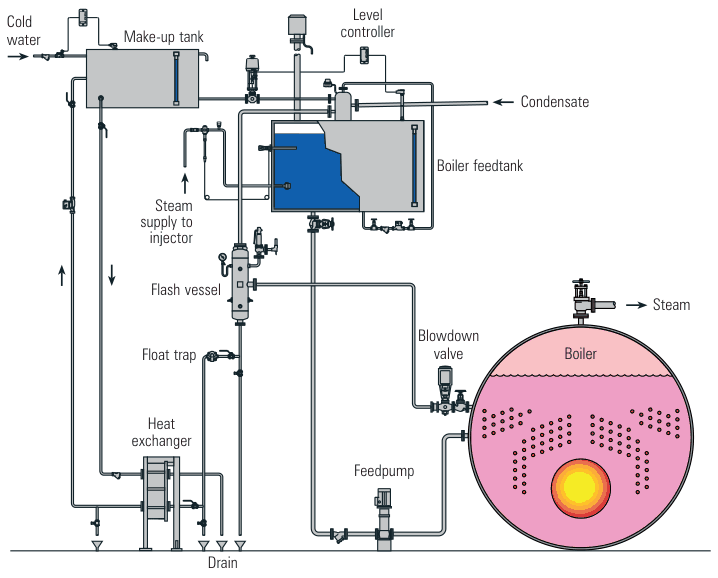 Cold
water
Make-up tank
Level
controller
Condensate
Boiler feedtank
Steam
supply to
injector
Flash vessel
Steam
Blowdown
valve
Boiler
Float trap
Heat
exchanger
Feedpump
Drain